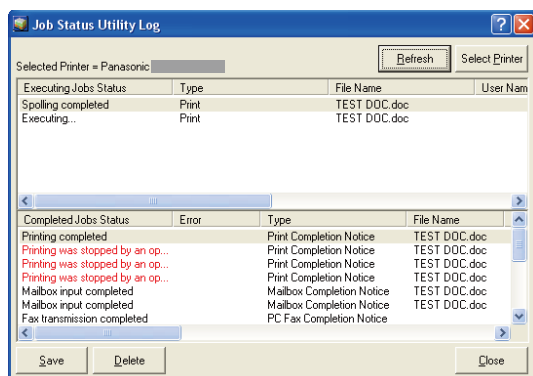 Job Status Utility Log
Selected Printer = Panasonic
Refresh
Select Printer
Executing Jobs Status Type File Name User Nam
Spolling completed Print TEST DOC.doc
Executing... Print TEST DOC.doc
Completed Jobs Status Error Type File Name
Printing completed Print Completion Notice TEST DOC.doc
Printing was stopped by an op... Print Completion Notice TEST DOC.doc
Printing was stopped by an op... Print Completion Notice TEST DOC.doc
Printing was stopped by an op... Print Completion Notice TEST DOC.doc
Mailbox input completed Mailbox Completion Notice TEST DOC.doc
Mailbox input completed Mailbox Completion Notice TEST DOC.doc
Fax transmission completed PC Fax Completion Notice
Save Delete Close